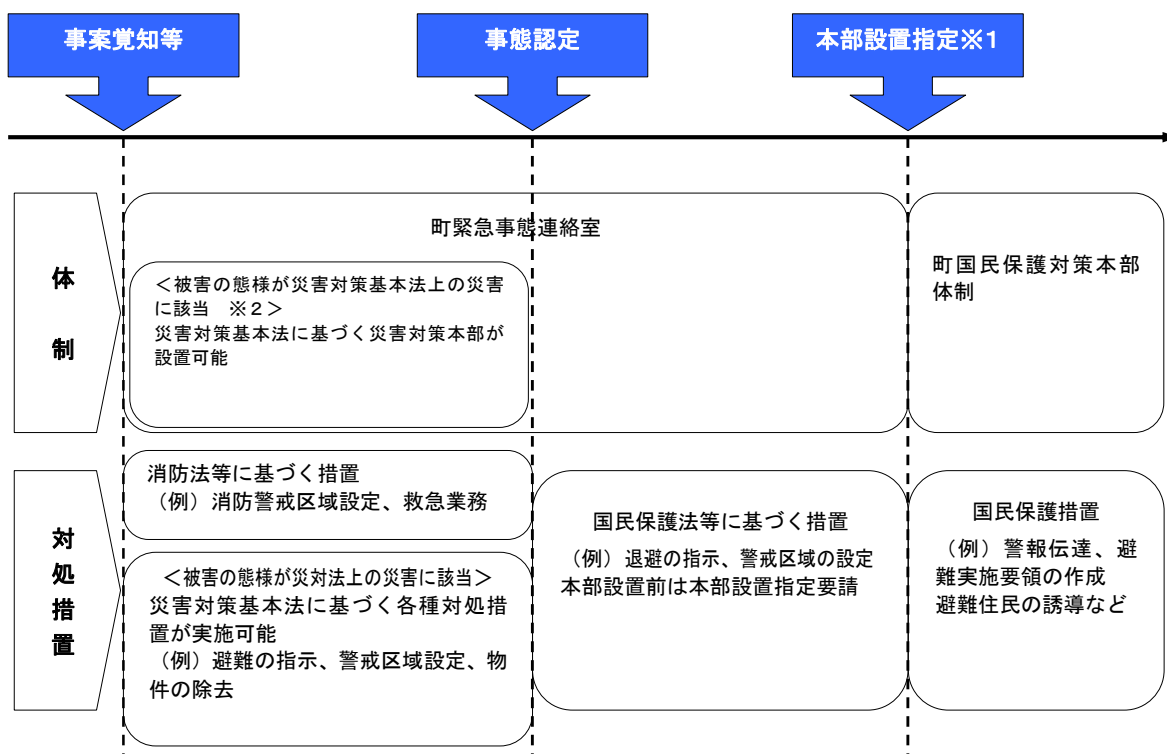 事案覚知等
事態認定
本部設置指定※1
体
制
町緊急事態連絡室
＜被害の態様が災害対策基本法上の災害
に該当　※２＞
災害対策基本法に基づく災害対策本部が
設置可能
町国民保護対策本部
体制
対
処
措
置
消防法等に基づく措置
（例）消防警戒区域設定、救急業務
＜被害の態様が災対法上の災害に該当＞
災害対策基本法に基づく各種対処措
置が実施可能
（例）避難の指示、警戒区域設定、物
件の除去
国民保護法等に基づく措置
（例）退避の指示、警戒区域の設定
本部設置前は本部設置指定要請
国民保護措置
（例）警報伝達、避
難実施要領の作成
避難住民の誘導など